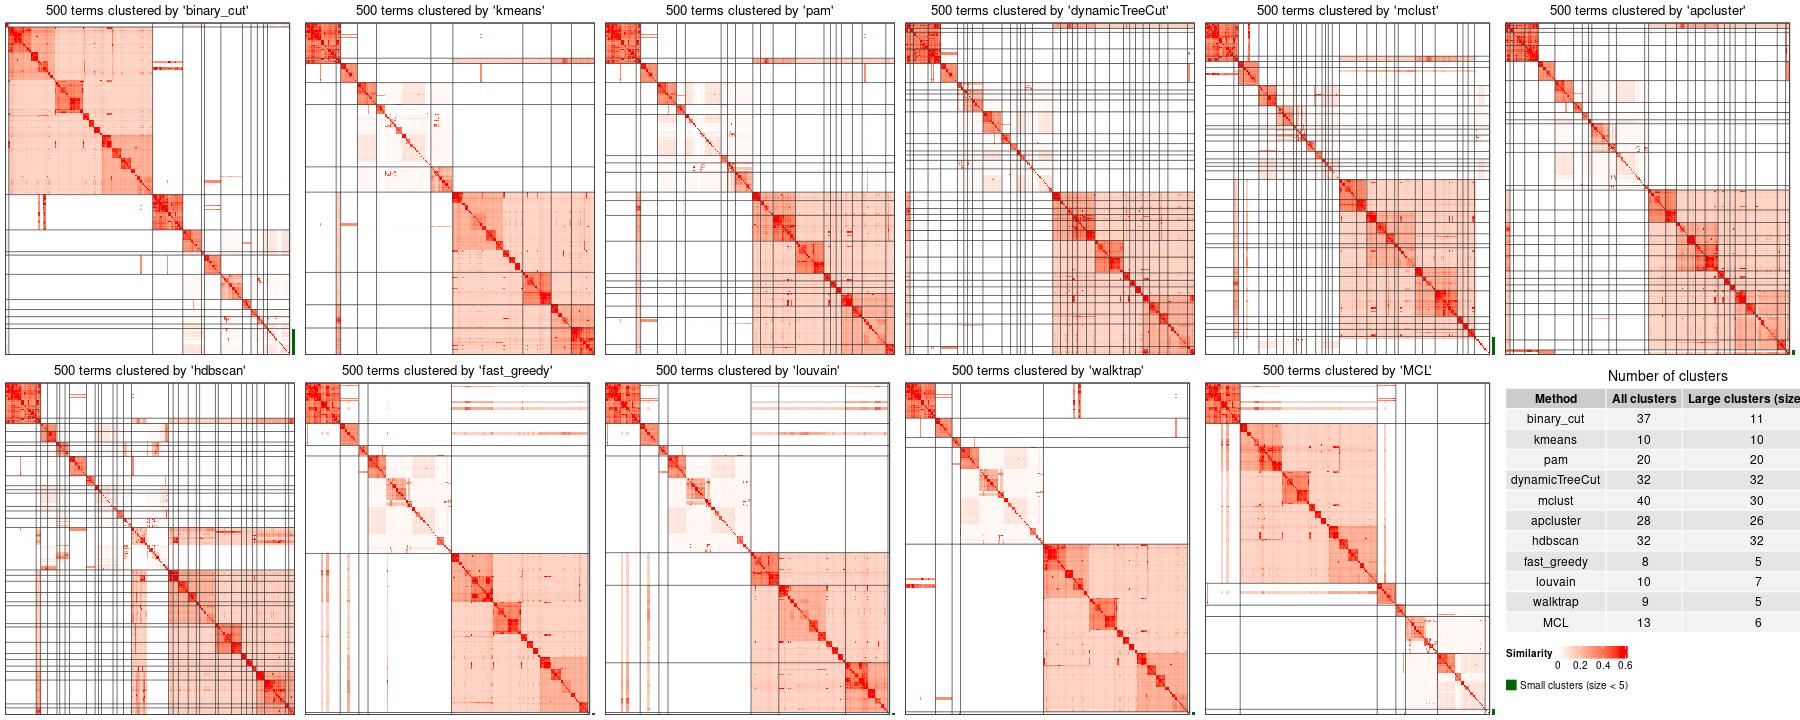 500 terms clustered by 'binary_cut'
500 terms clustered by 'kmeans'
500 terms clustered by 'pam'
500 terms clustered by 'dynamicTreeCut'
500 terms clustered by 'mclust'
500 terms clustered by 'apcluster'
500 terms clustered by 'hdbscan'
500 terms clustered by 'fast_greedy'
500 terms clustered by 'louvain'
500 terms clustered by 'walktrap'
500 terms clustered by 'MCL'
Number of clusters
Method All clusters Large clusters (size
binary_cut 37 11
kmeans 10 10
pam 20 20
dynamicTreeCut 32 32
mclust 40 30
apcluster 28 26
hdbscan 32 32
fast_greedy 8 5
louvain 10 7
walktrap 9 5
MCL 13 6
Similarity
0 0.2 0.4 0.6
Small clusters (size < 5)